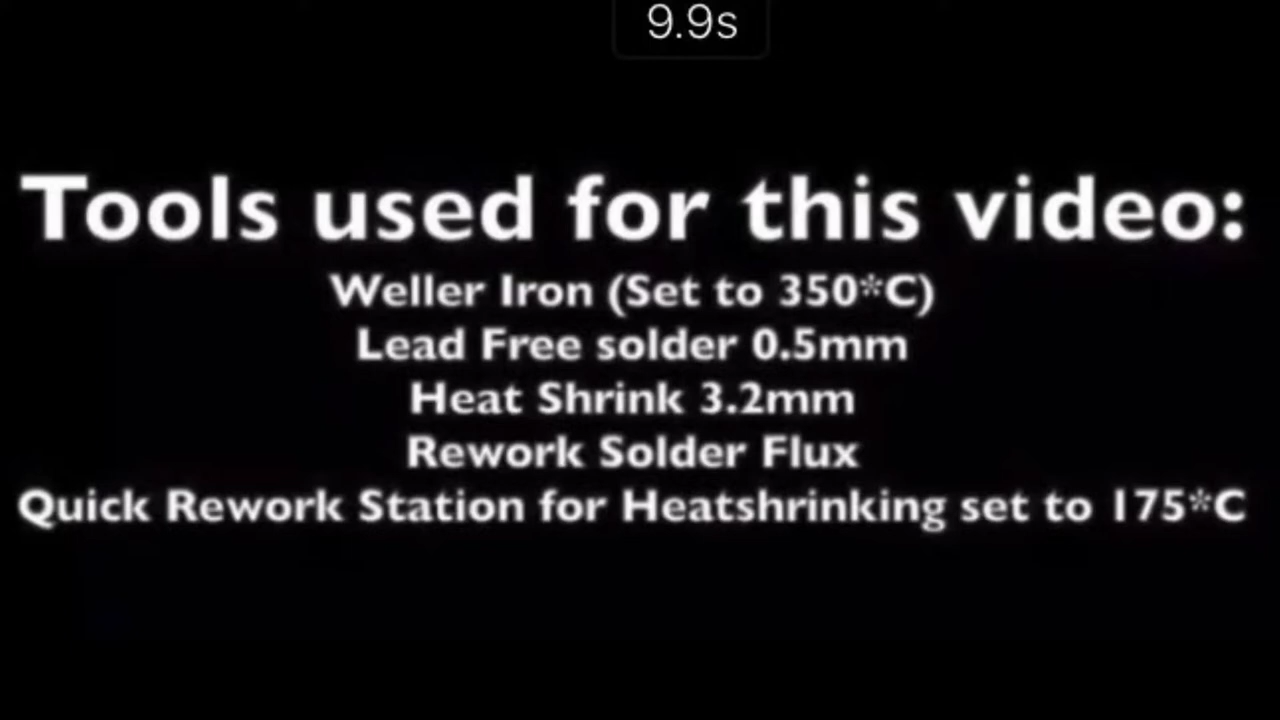 9.9s
Tools used for this video:
Weller Iron (Set to 350*C)
Lead Free solder 0.5mm
Heat Shrink 3.2mm
Rework Solder Flux
Quick Rework Station for Heatshrinking set to 175*C